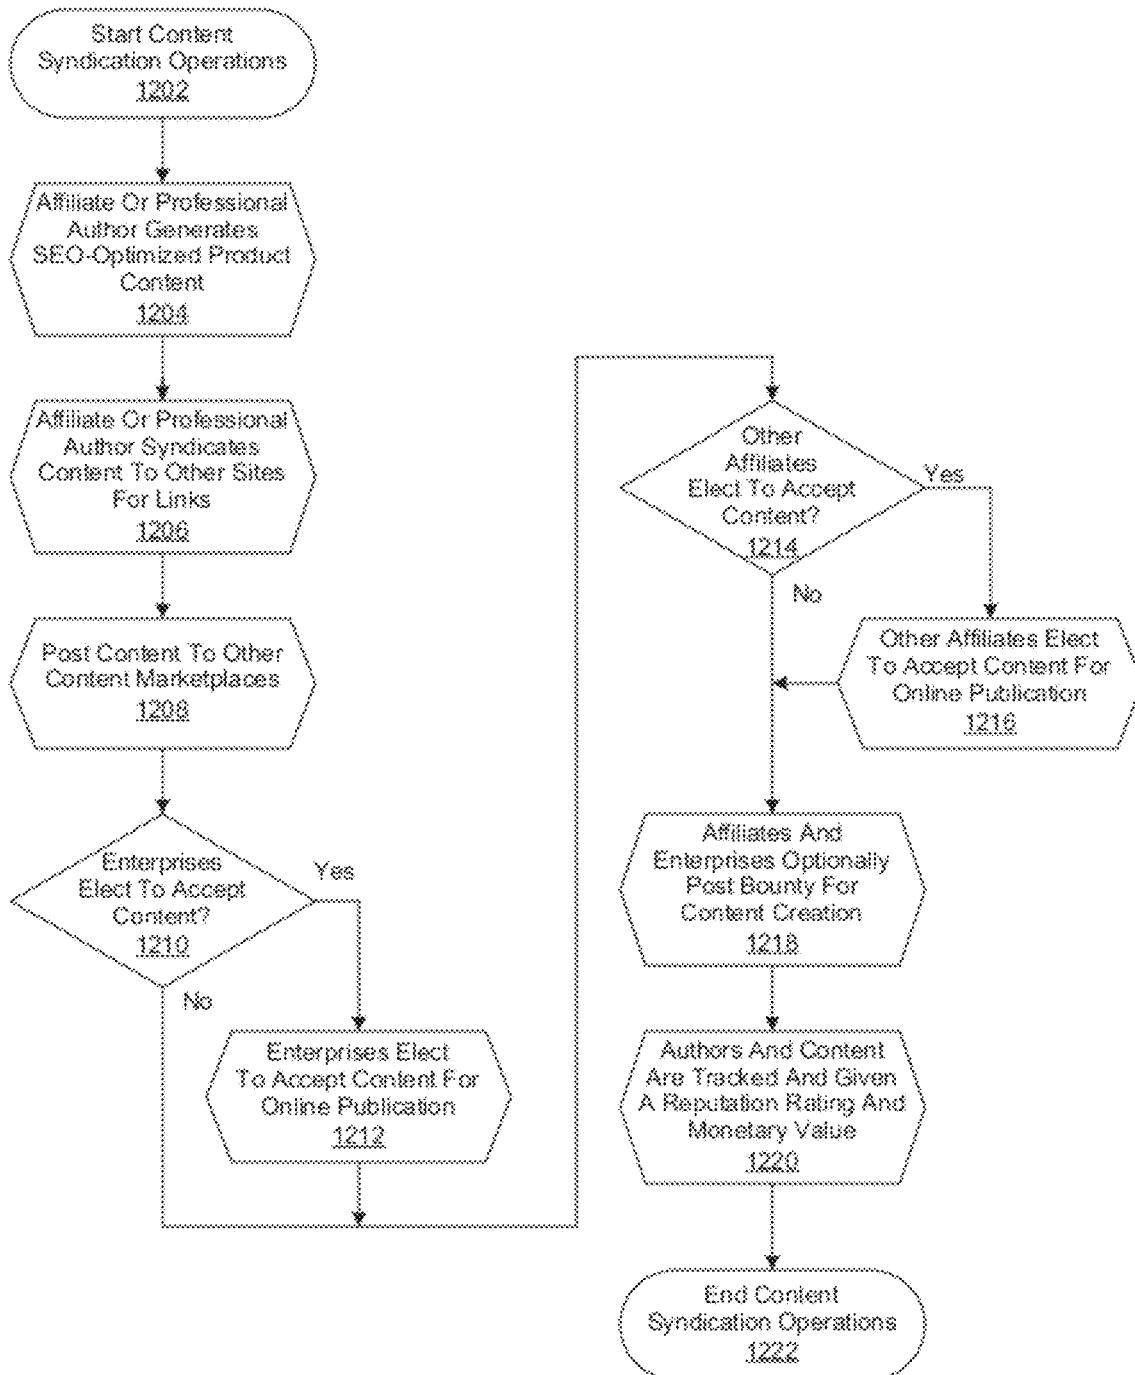 Start Content
Syndication Operations
1202
Affiliate Or Professional
Author Generates
SEO-Optimized Product
Content
1204
Affiliate Or Professional
Author Syndicates
Content To Other Sites
For Links
1206
Post Content To Other
Content Marketplaces
1208
Enterprises
Elect To Accept
Content?
1210
Yes
No
Enterprises Elect
To Accept Content For
Online Publication
1212
Other
Affiliates
Elect To Accept
Content?
1214
Yes
No
Other Affiliates Elect
To Accept Content For
Online Publication
1216
Affiliates And
Enterprises Optionally
Post Bounty For
Content Creation
1218
Authors And Content
Are Tracked And Given
A Reputation Rating And
Monetary Value
1220
End Content
Syndication Operations
1222